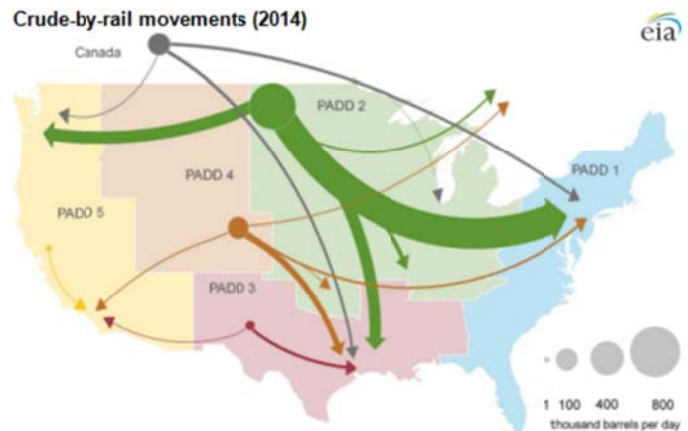 Crude-by-rail movements (2014)
eia
Canada
PADD 2
PADD 1
PADD 4
PADD 5
PADD 3
1 100 400 800
thousand barrels per day